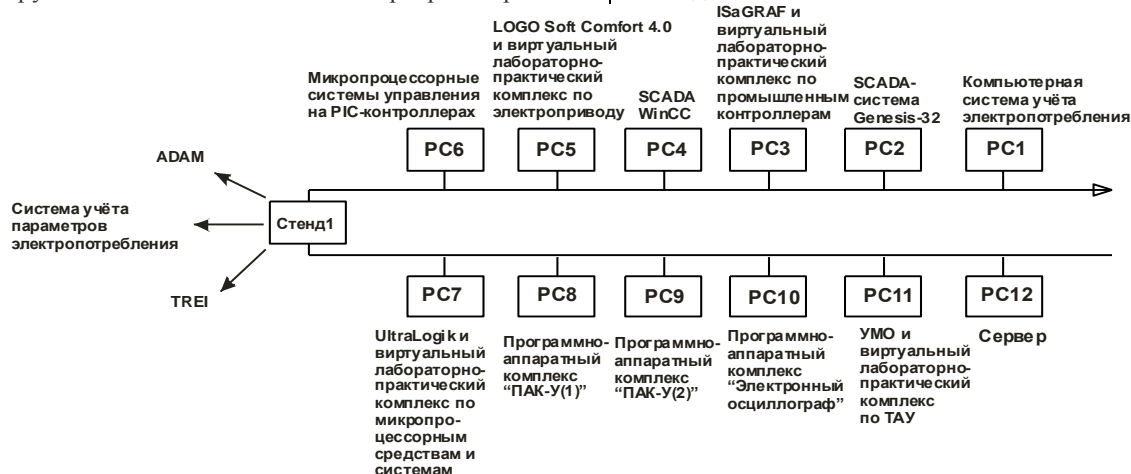 LOGO Soft Comfort 4.0
и виртуальный
лабораторно-
практический
комплекс по
электроприводу
ISaGRAF и
виртуальный
лабораторно-
практический
комплекс по
промышленным
контроллерам
Микропроцессорные
системы управления
на PIC-контроллерах
SCADA
WinCC
SCADA-
система
Genesis-32
Компьютерная
система учёта
электропотребления
PC6
PC5
PC4
PC3
PC2
PC1
ADAM
Система учёта
параметров
электропотребления
Стенд1
TREI
PC7
PC8
PC9
PC10
PC11
PC12
UltraLogik и
виртуальный
лабораторно-
практический
комплекс по
микропро-
цессорным
средствам и
системам
Программно-
аппаратный
комплекс
“ПАК-У(1)”
Программно-
аппаратный
комплекс
“ПАК-У(2)”
Программно-
аппаратный
комплекс
“Электронный
осциллограф”
УМО и
виртуальный
лабораторно-
практический
комплекс
по ТАУ
Сервер